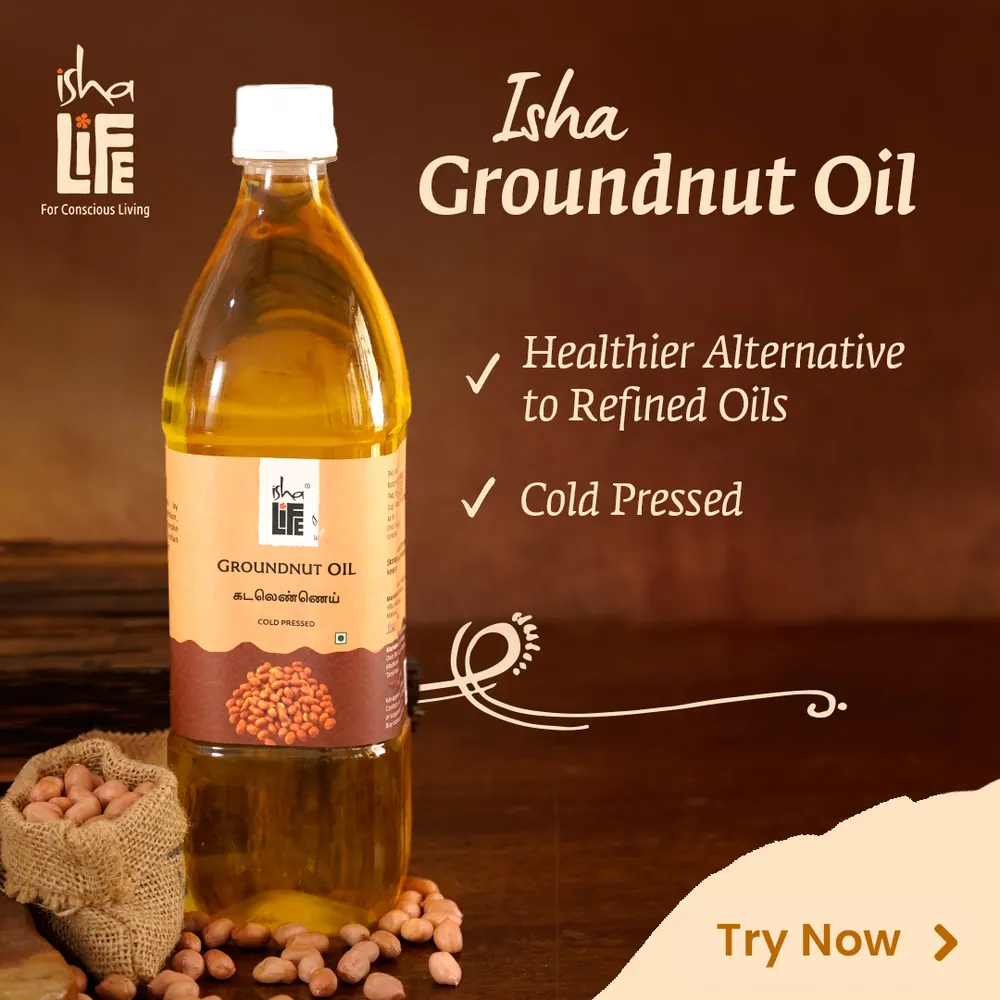 isha
LIFE
For Conscious Living
Isha
Groundnut Oil
Healthier Alternative
to Refined Oils
Cold Pressed
isha
LIFE
GROUNDNUT OIL
கடலெண்ணெய்
COLD PRESSED
Try Now